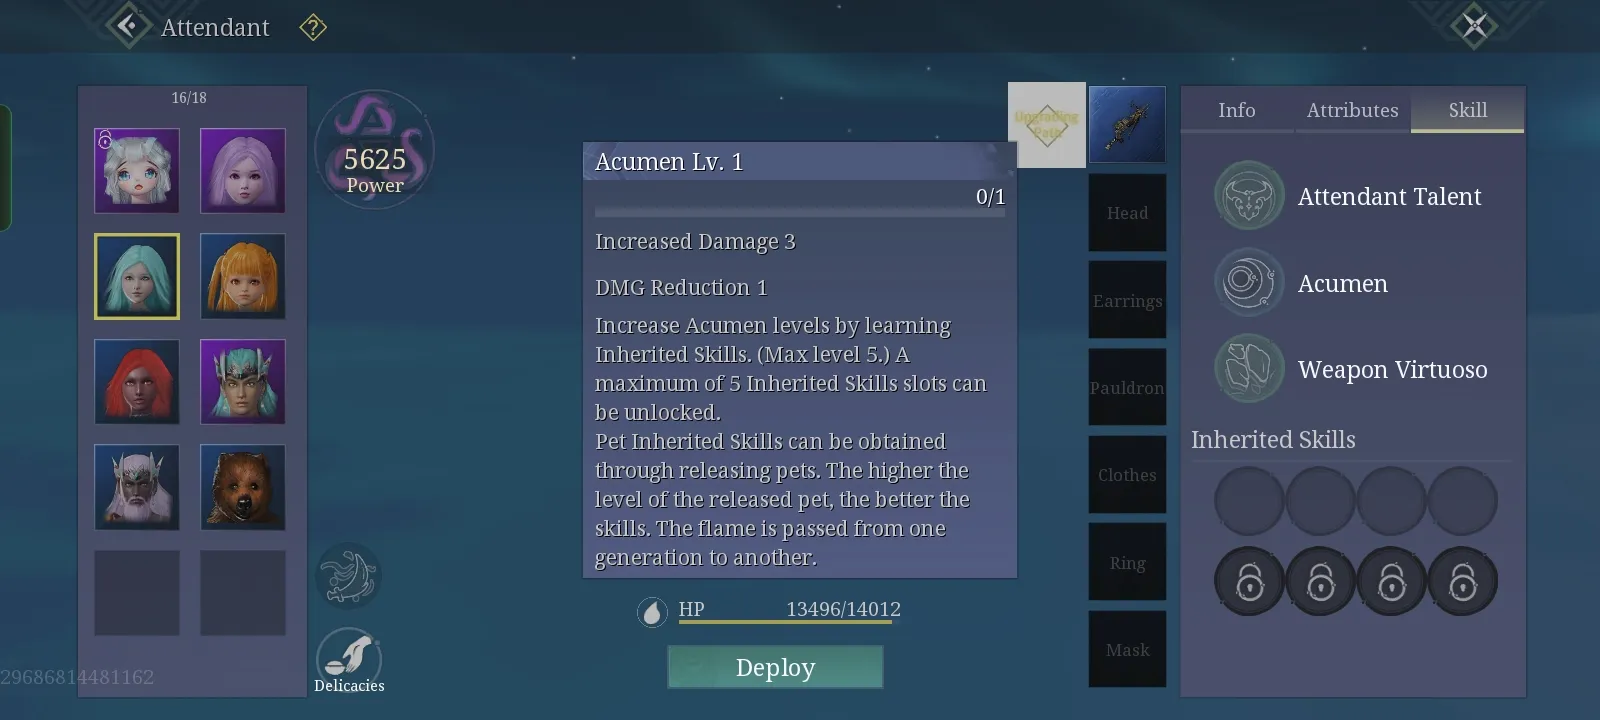 Attendant
?
16/18
5625
Power
Delicacies
29686814481162
Acumen Lv. 1
0/1
Increased Damage 3
DMG Reduction 1
Increase Acumen levels by learning
Inherited Skills. (Max level 5.) A
maximum of 5 Inherited Skills slots can
be unlocked.
Pet Inherited Skills can be obtained
through releasing pets. The higher the
level of the released pet, the better the
skills. The flame is passed from one
generation to another.
HP 13496/14012
Deploy
Upgrading
Path
Head
Earrings
Pauldron
Clothes
Ring
Mask
Info Attributes Skill
Attendant Talent
Acumen
Weapon Virtuoso
Inherited Skills